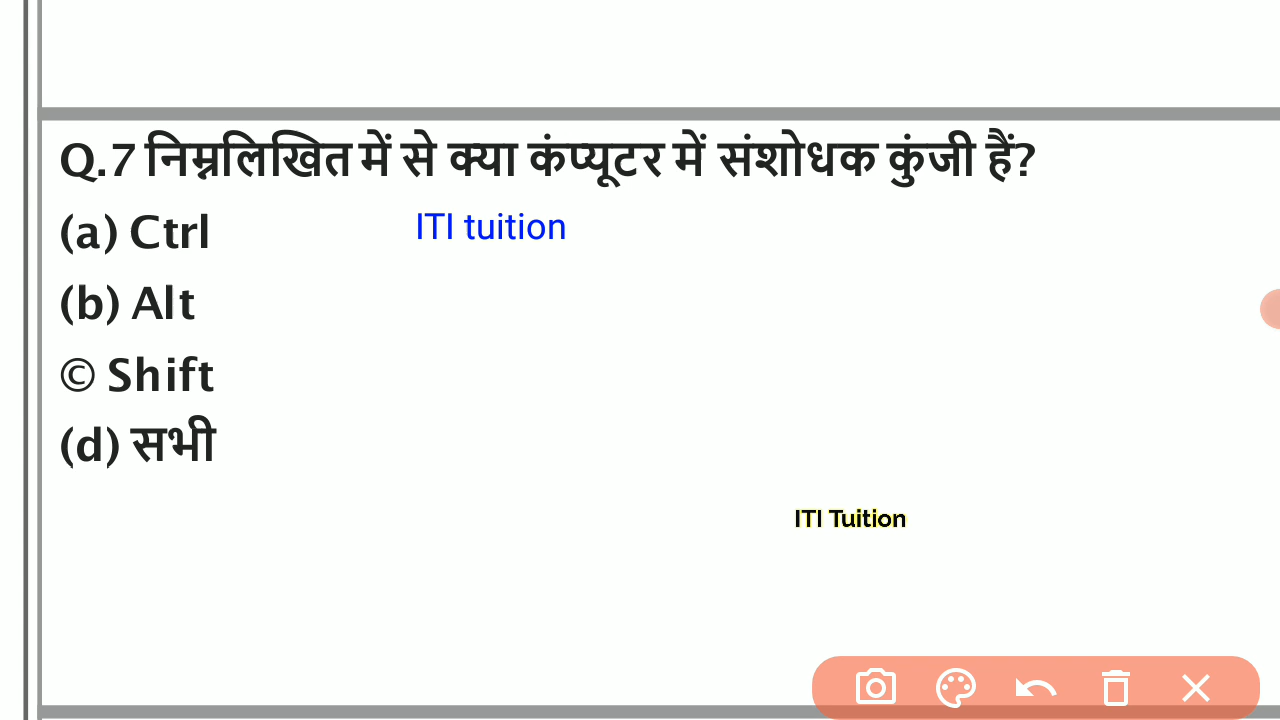 Q.7 निम्नलिखित में से क्या कंप्यूटर में संशोधक कुंजी हैं?
(a) Ctrl
ITI tuition
(b) Alt
© Shift
(d) सभी
ITI Tuition